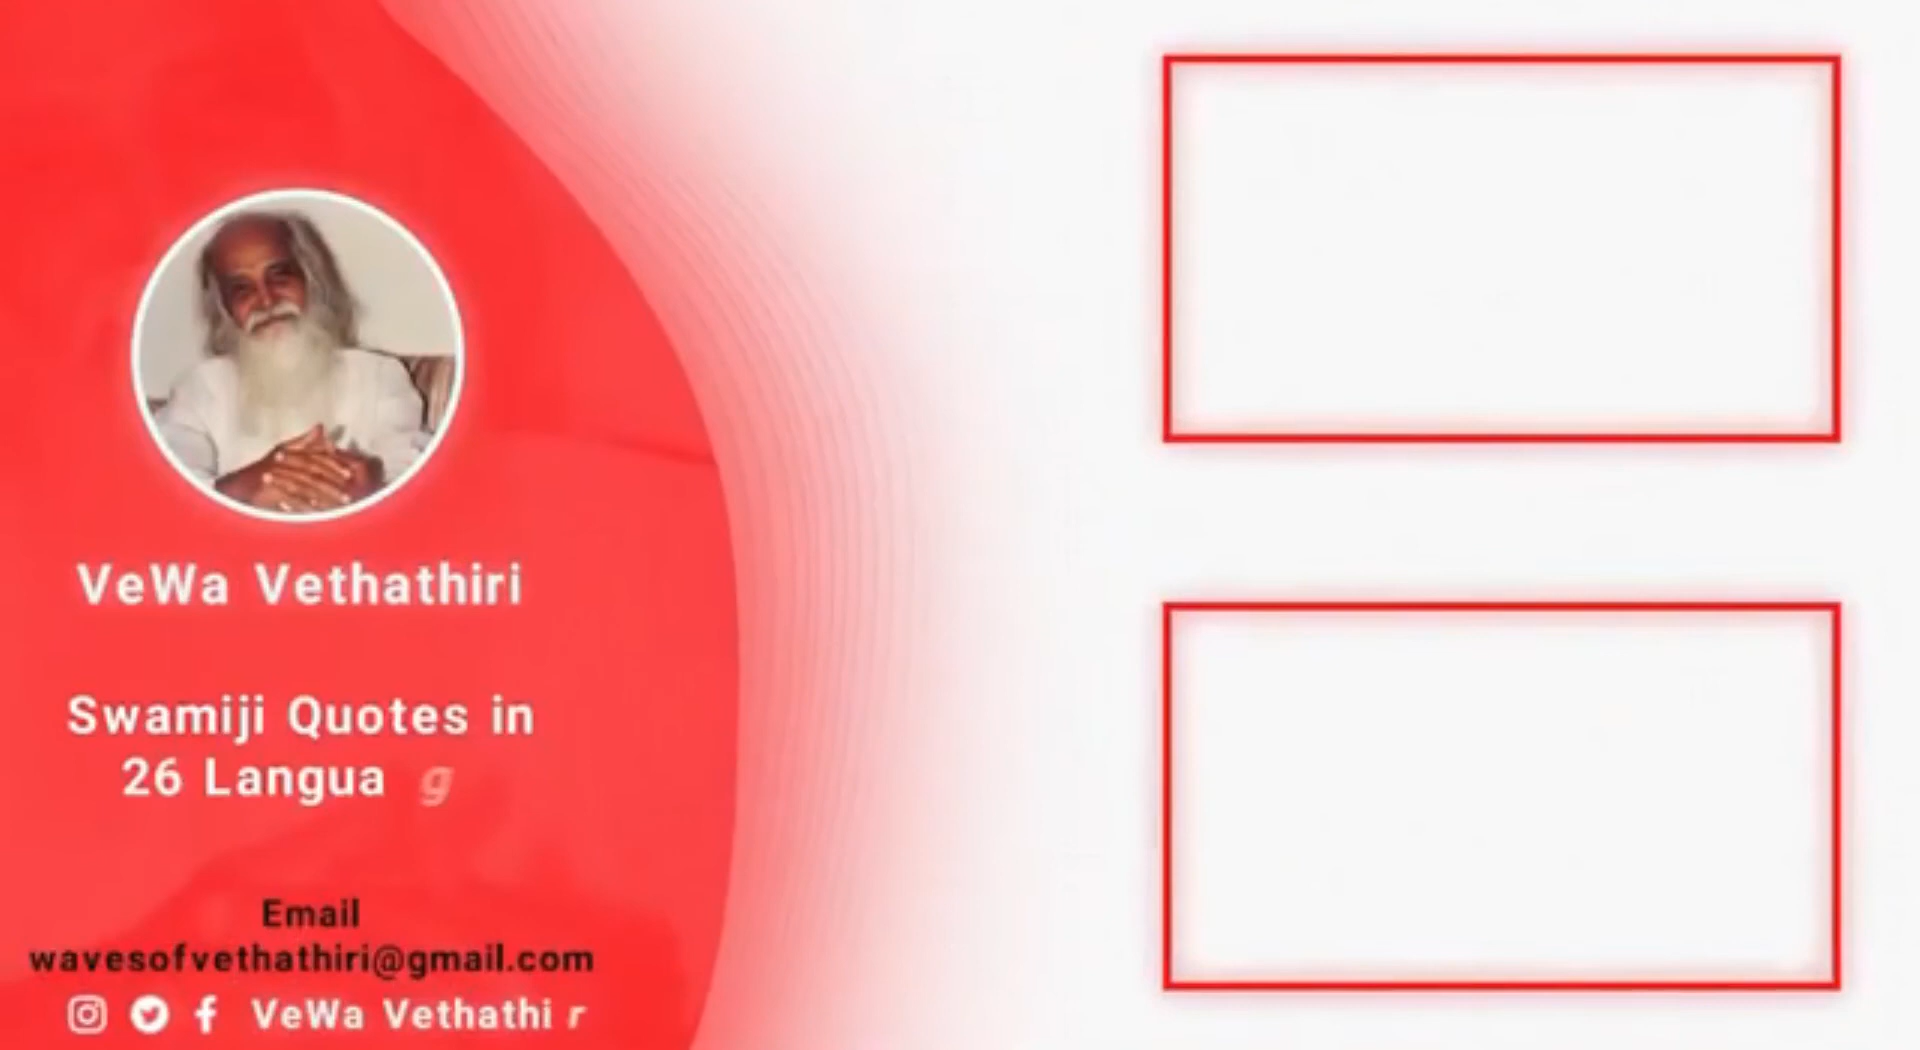 VeWa Vethathiri
Swamiji Quotes in
26 Langua g
Email
wavesofvethathiri@gmail.com
VeWa Vethathi r